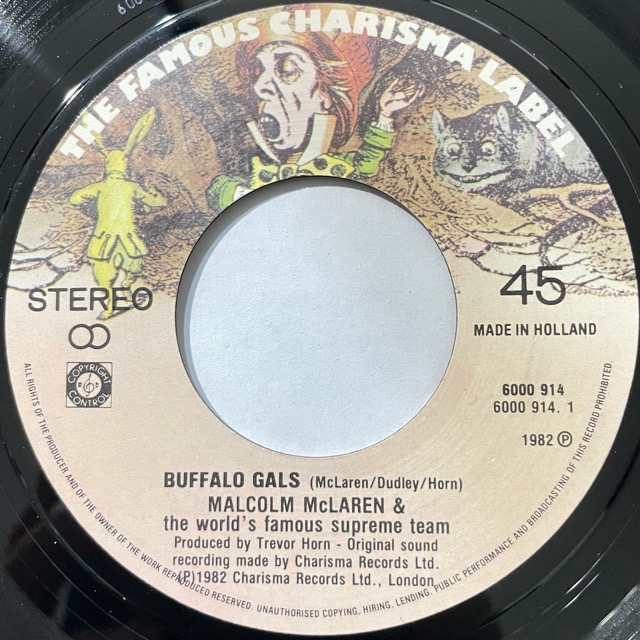 THE FAMOUS CHARISMA LABEL
STEREO
45
MADE IN HOLLAND
COPYRIGHT
CONTROL
6000 914
6000 914. 1
1982 Ⓟ
BUFFALO GALS (McLaren/Dudley/Horn)
MALCOLM McLAREN &
the world's famous supreme team
Produced by Trevor Horn - Original sound
recording made by Charisma Records Ltd.
(P)1982 Charisma Records Ltd., London
ALL RIGHTS OF THE PRODUCER AND OF THE OWNER OF THE WORK REPRODUCED RESERVED. UNAUTHORISED COPYING, HIRING, LENDING, PUBLIC PERFORMANCE AND BROADCASTING OF THIS RECORD PROHIBITED.